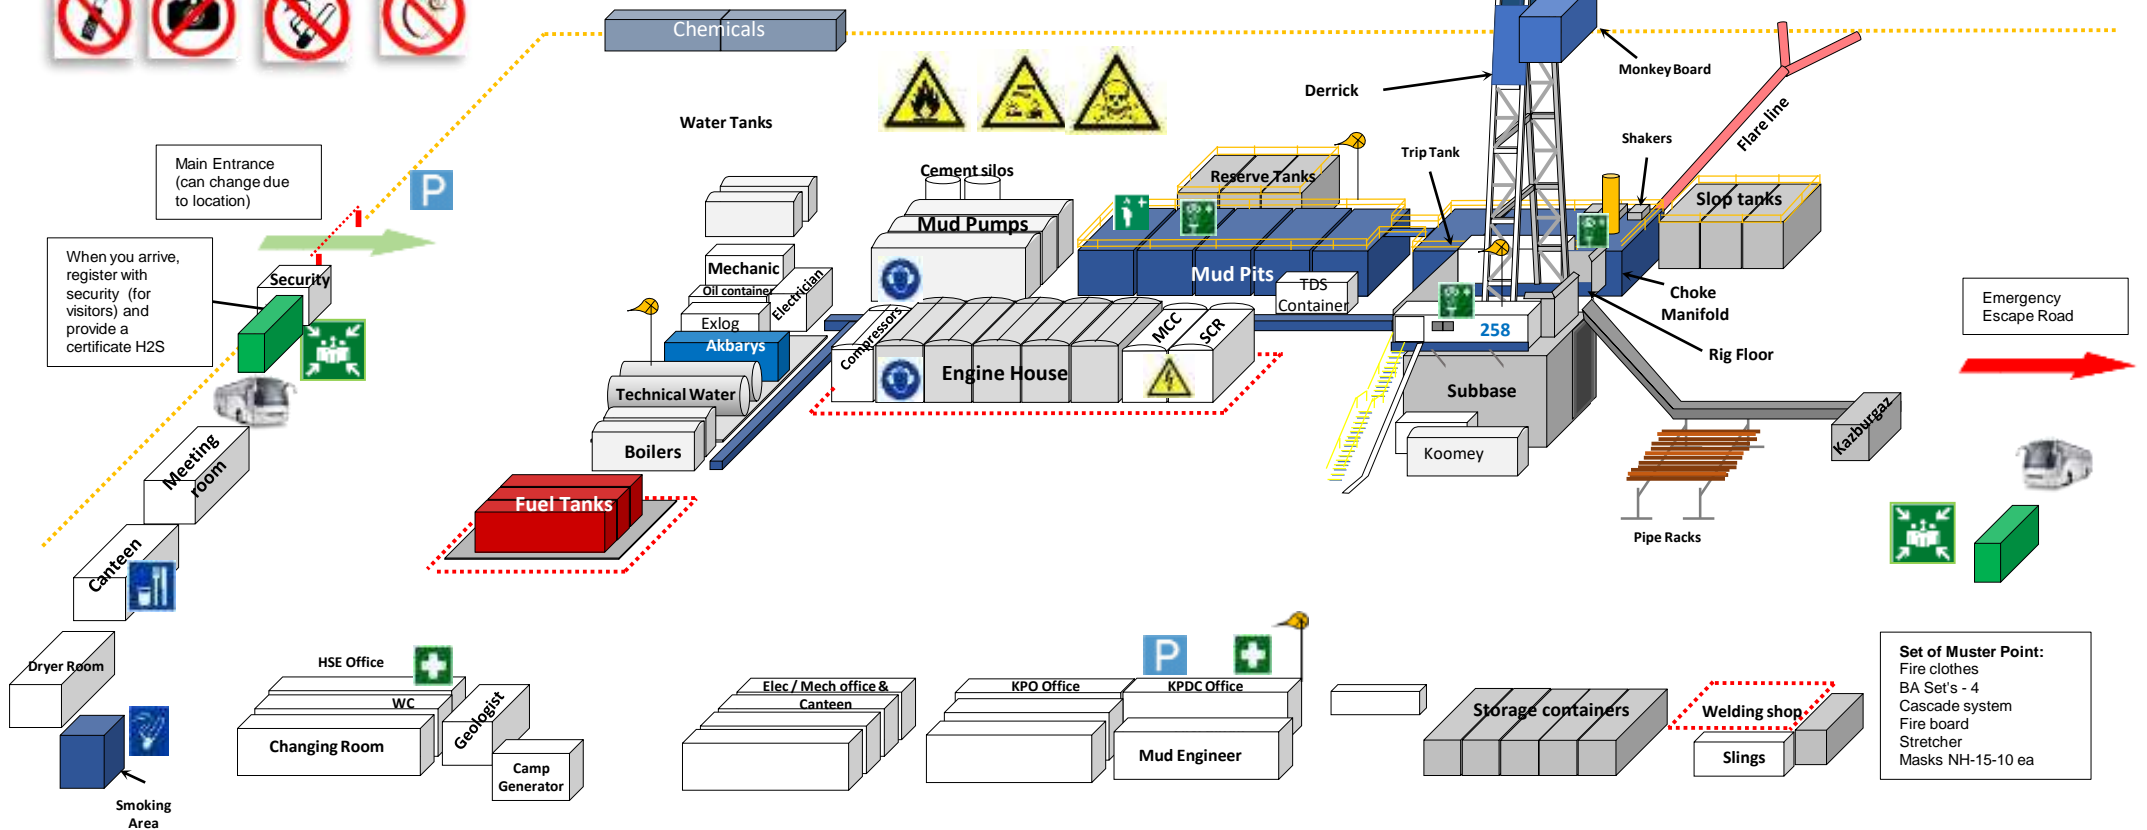 Chemicals
Monkey Board
Derrick
Water Tanks
Flare line
Main Entrance
(can change due
to location)
P
Cement silos
Reserve Tanks
Trip Tank
Shakers
Slop tanks
Mud Pumps
When you arrive,
register with
security (for
visitors) and
provide a
certificate H2S
Security
Mechanic
Oil container
Electrician
Exlog
Akbarys
Mud Pits
TDS
Container
Choke
Manifold
Emergency
Escape Road
Compressors
MCC
SCR
258
Rig Floor
Technical Water
Engine House
Subbase
Boilers
Koomey
Kazburgaz
Meeting
room
Fuel Tanks
Pipe Racks
Canteen
Dryer Room
Smoking
Area
HSE Office
WC
Changing Room
Geologist
Camp
Generator
Elec / Mech office &
Canteen
P
KPO Office
KPDC Office
Mud Engineer
Storage containers
Welding shop
Slings
Set of Muster Point:
Fire clothes
BA Set's - 4
Cascade system
Fire board
Stretcher
Masks NH-15-10 ea